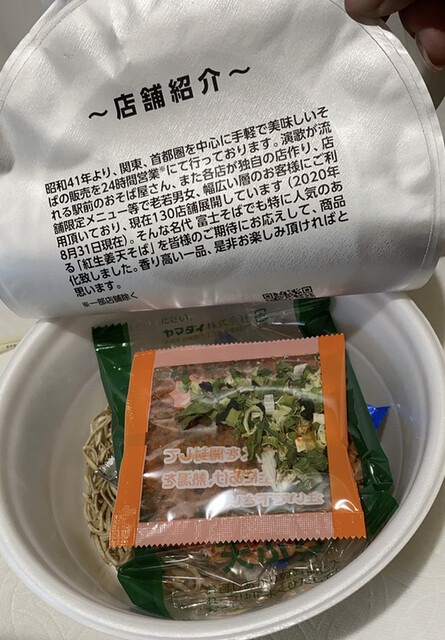 ～店舗紹介～
昭和41年より、関東、首都圏を中心に手軽で美味しいそ
ばの販売を24時間営業※にて行っております。演歌が流
れる駅前のおそば屋さん、また各店が独自の店作り、店
舗限定メニュー等で老若男女、幅広い層のお客様にご利
用頂いており、現在130店舗展開しています（2020年
8月31日現在）。そんな名代 富士そばでも特に人気のあ
る「紅生姜天そば」を皆様のご期待にお応えして、商品
化致しました。香り高い一品、是非お楽しみ頂ければと
思います。
※一部店舗除く
ヤマダイ株式会社